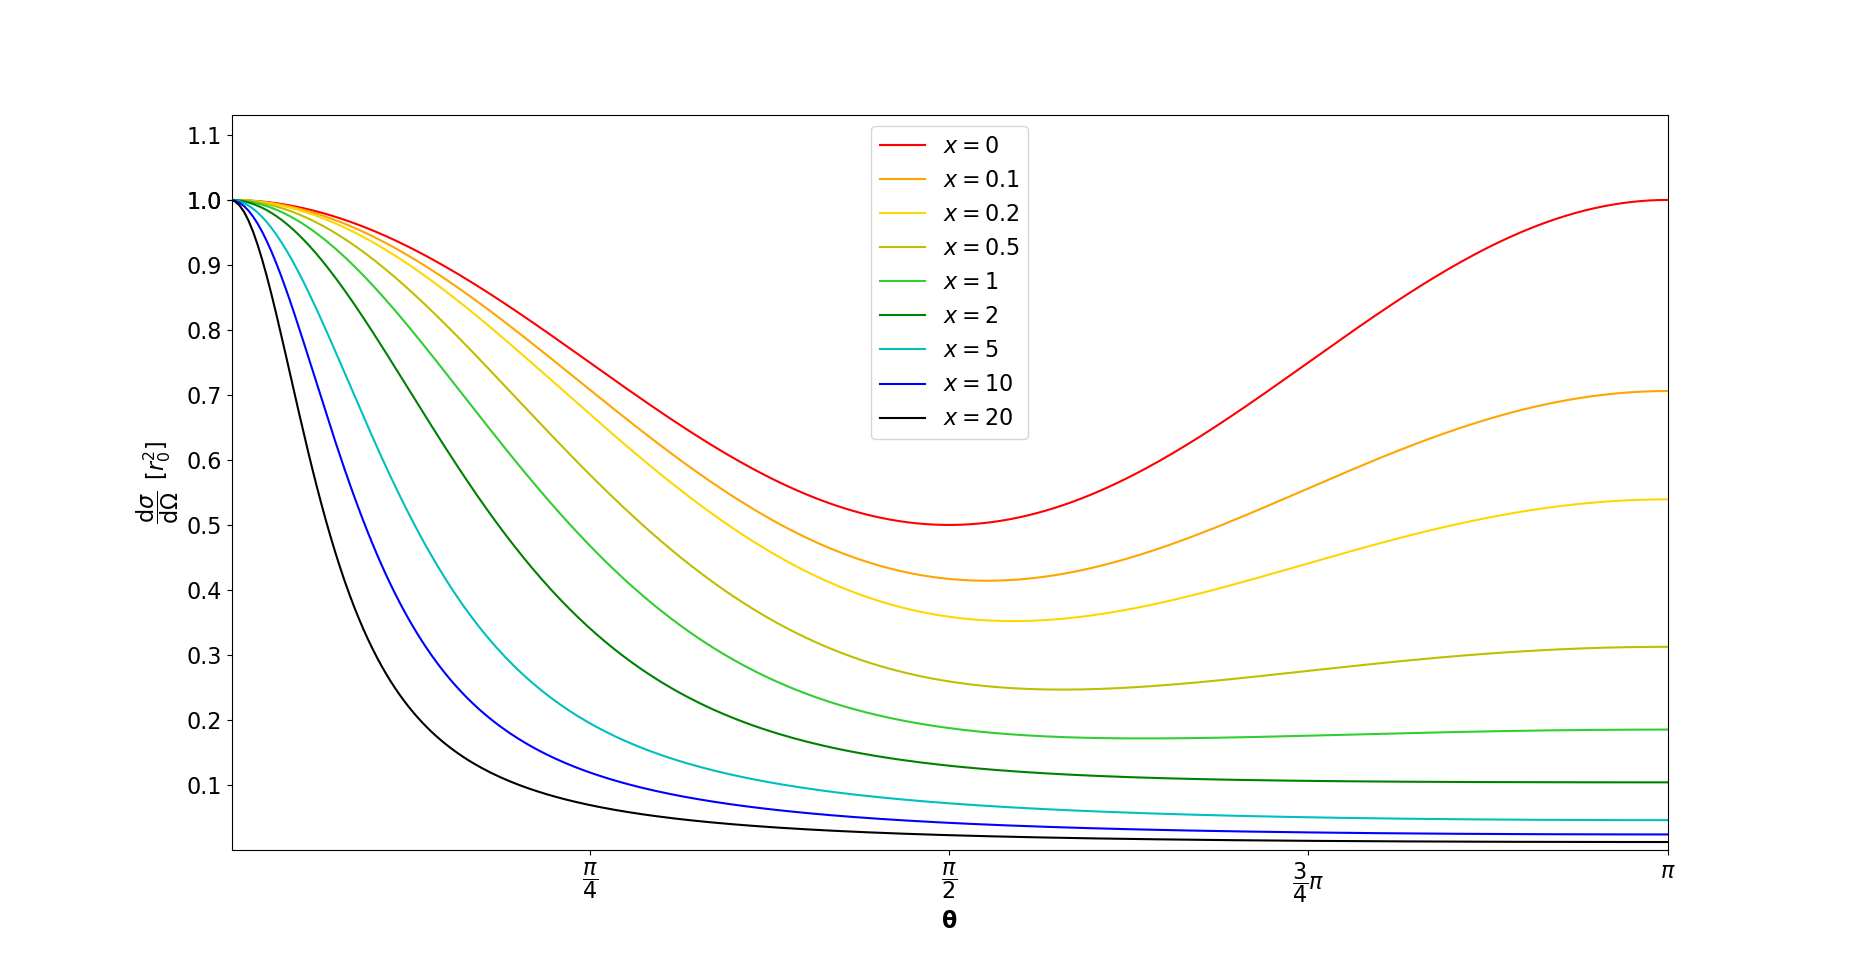 1.1
1.0
0.9
0.8
0.7
0.6
0.5
0.4
0.3
0.2
0.1
dσ/dΩ [r₀²]
x = 0
x = 0.1
x = 0.2
x = 0.5
x = 1
x = 2
x = 5
x = 10
x = 20
π/4
π/2
3/4 π
π
θ